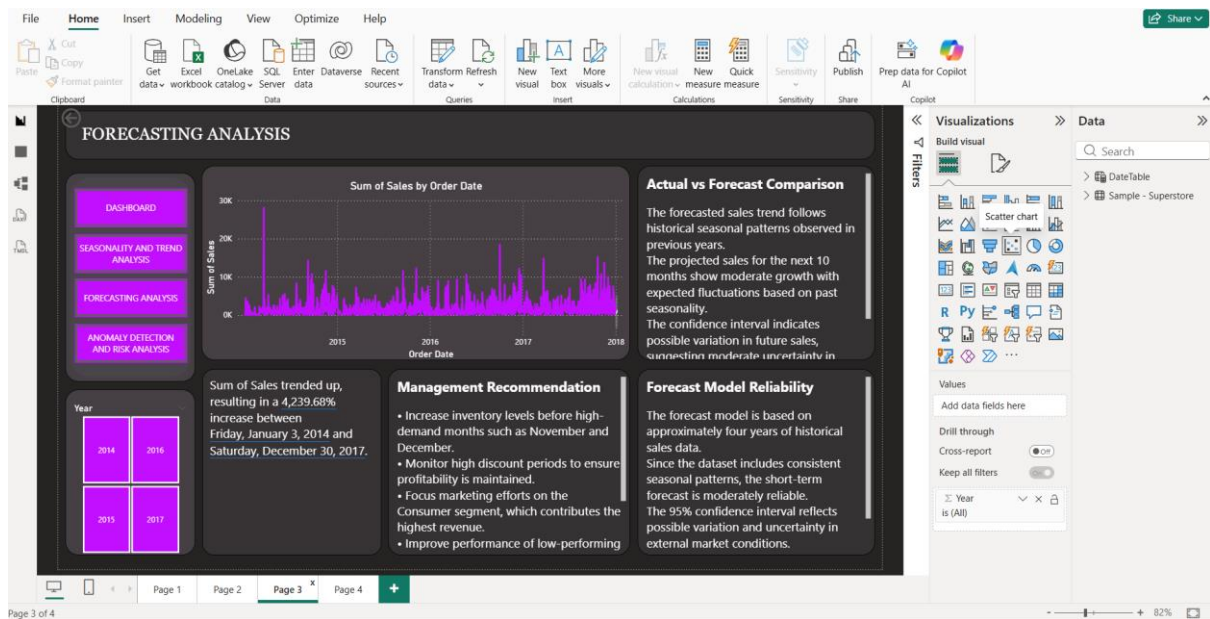 File Home Insert Modeling View Optimize Help
Share
Paste
Cut
Copy
Format painter
Clipboard
Get data
Excel workbook
OneLake catalog
SQL Server
Enter data
Dataverse
Recent sources
Data
Transform data
Refresh
Queries
New visual
Text box
More visuals
Insert
New visual calculation
New measure
Quick measure
Calculations
Sensitivity
Sensitivity
Publish
Share
Prep data for AI
Copilot
Copilot
FORECASTING ANALYSIS
DASHBOARD
SEASONALITY AND TREND
ANALYSIS
FORECASTING ANALYSIS
ANOMALY DETECTION
AND RISK ANALYSIS
Year
2014 2016
2015 2017
Sum of Sales by Order Date
Sum of Sales
30K
20K
10K
0K
2015 2016 2017 2018
Order Date
Actual vs Forecast Comparison
The forecasted sales trend follows
historical seasonal patterns observed in
previous years.
The projected sales for the next 10
months show moderate growth with
expected fluctuations based on past
seasonality.
The confidence interval indicates
possible variation in future sales,
suggesting moderate uncertainty in
Sum of Sales trended up,
resulting in a 4,239.68%
increase between
Friday, January 3, 2014 and
Saturday, December 30, 2017.
Management Recommendation
• Increase inventory levels before high-
demand months such as November and
December.
• Monitor high discount periods to ensure
profitability is maintained.
• Focus marketing efforts on the
Consumer segment, which contributes the
highest revenue.
• Improve performance of low-performing
Forecast Model Reliability
The forecast model is based on
approximately four years of historical
sales data.
Since the dataset includes consistent
seasonal patterns, the short-term
forecast is moderately reliable.
The 95% confidence interval reflects
possible variation and uncertainty in
external market conditions.
Filters
Visualizations
Build visual
Scatter chart
123
R Py
Values
Add data fields here
Drill through
Cross-report
Off
Keep all filters
Year
is (All)
Data
Search
DateTable
Sample - Superstore
Page 1 Page 2 Page 3 x Page 4 +
Page 3 of 4
- + 82%